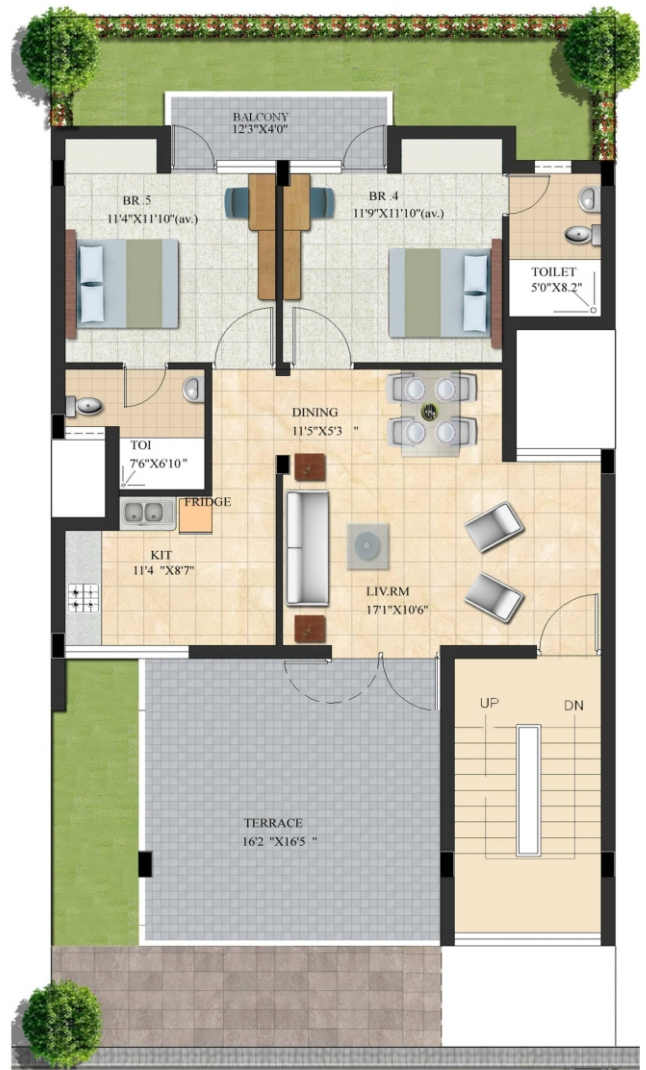 BALCONY
12'3"X4'0"
BR .5
11'4"X11'10"(av.)
BR .4
11'9"X11'10"(av.)
TOILET
5'0"X8.2"
DINING
11'5"X5'3 "
TOI
7'6"X6'10"
FRIDGE
KIT
11'4 "X8'7"
LIV.RM
17'1"X10'6"
UP
DN
TERRACE
16'2 "X16'5 "